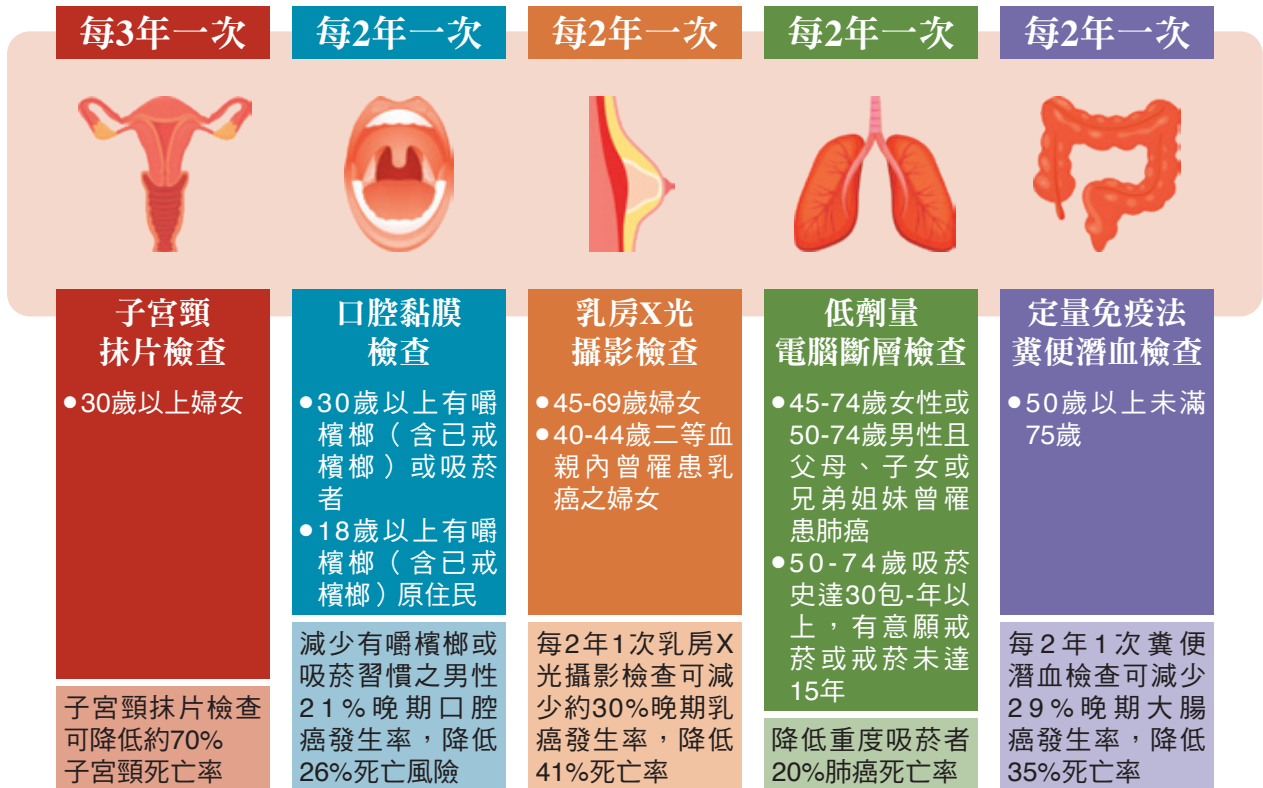 每3年一次
每2年一次
每2年一次
每2年一次
每2年一次
子宮頸
抹片檢查
●30歲以上婦女
子宮頸抹片檢查
可降低約70%
子宮頸死亡率
口腔黏膜
檢查
●30歲以上有嚼
檳榔（含已戒
檳榔）或吸菸
者
●18歲以上有嚼
檳榔（含已戒
檳榔）原住民
減少有嚼檳榔或
吸菸習慣之男性
21%晚期口腔
癌發生率，降低
26%死亡風險
乳房X光
攝影檢查
●45-69歲婦女
●40-44歲二等血
親內曾罹患乳
癌之婦女
每2年1次乳房X
光攝影檢查可減
少約30%晚期乳
癌發生率，降低
41%死亡率
低劑量
電腦斷層檢查
●45-74歲女性或
50-74歲男性且
父母、子女或
兄弟姐妹曾罹
患肺癌
●50-74歲吸菸
史達30包-年以
上，有意願戒
菸或戒菸未達
15年
降低重度吸菸者
20%肺癌死亡率
定量免疫法
糞便潛血檢查
●50歲以上未滿
75歲
每2年1次糞便
潛血檢查可減少
29%晚期大腸
癌發生率，降低
35%死亡率